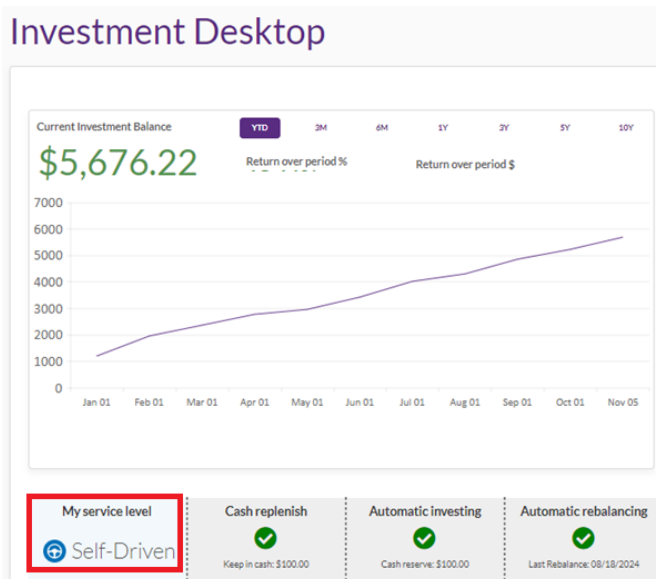 Investment Desktop
Current Investment Balance
YTD 3M 6M 1Y 3Y 5Y 10Y
$5,676.22
Return over period %
Return over period $
7000
6000
5000
4000
3000
2000
1000
0
Jan 01 Feb 01 Mar 01 Apr 01 May 01 Jun 01 Jul 01 Aug 01 Sep 01 Oct 01 Nov 05
My service level
Self-Driven
Cash replenish
Keep in cash: $100.00
Automatic investing
Cash reserve: $100.00
Automatic rebalancing
Last Rebalance: 08/18/2024